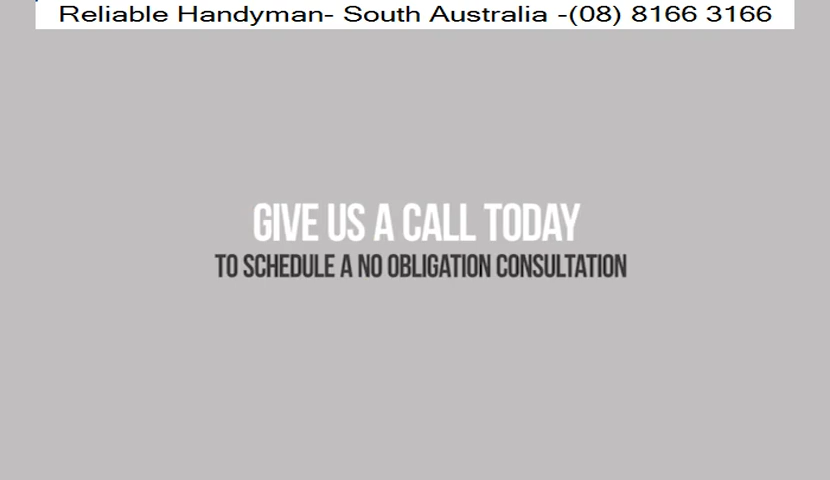 Reliable Handyman- South Australia -(08) 8166 3166
GIVE US A CALL TODAY
TO SCHEDULE A NO OBLIGATION CONSULTATION